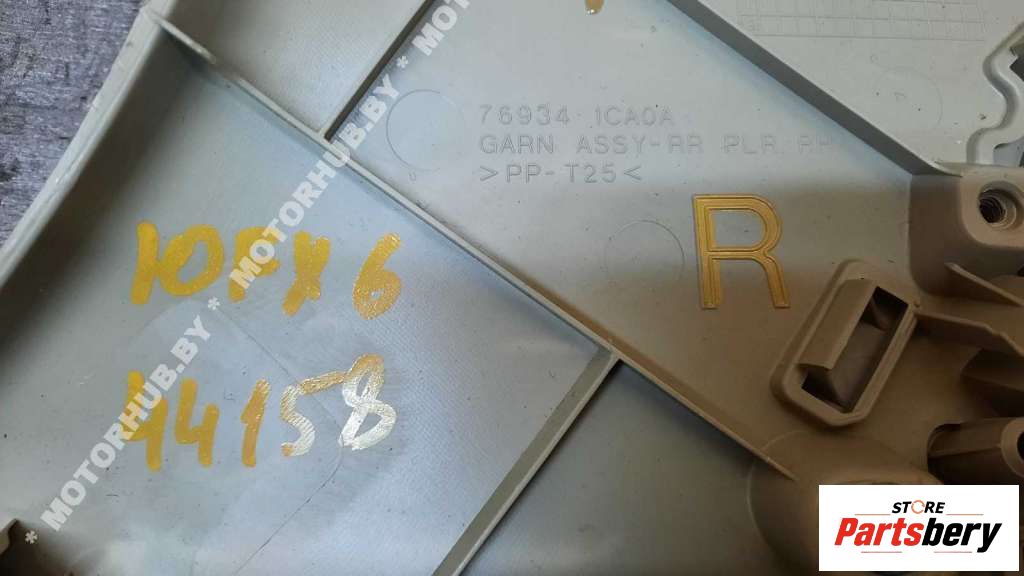 76934 1CA0A
GARN ASSY-RR PLR RH
>PP-T25<
R
ЮFX6
44158
* MOTORHUB.BY * MOTORHUB.BY * MOTORHUB.BY *
STORE
Partsbery